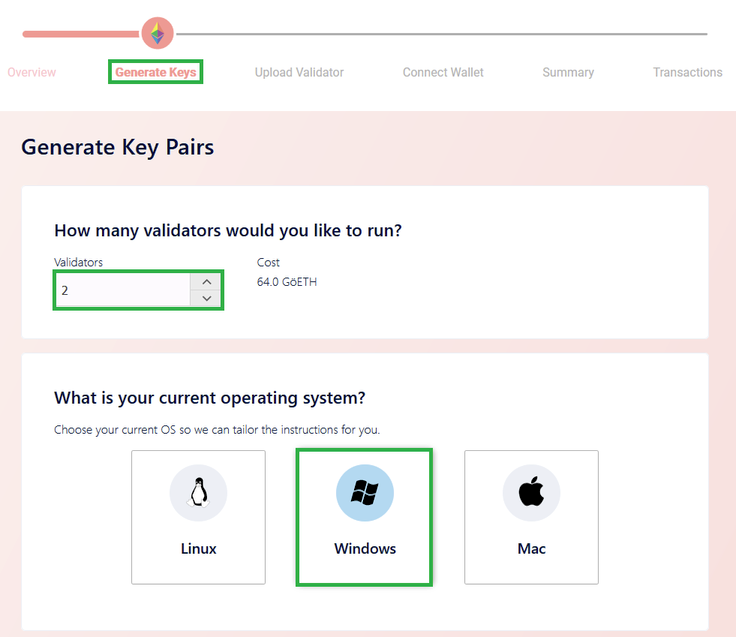 Overview Generate Keys Upload Validator Connect Wallet Summary Transactions
Generate Key Pairs
How many validators would you like to run?
Validators Cost
2 64.0 GöETH
What is your current operating system?
Choose your current OS so we can tailor the instructions for you.
Linux Windows Mac